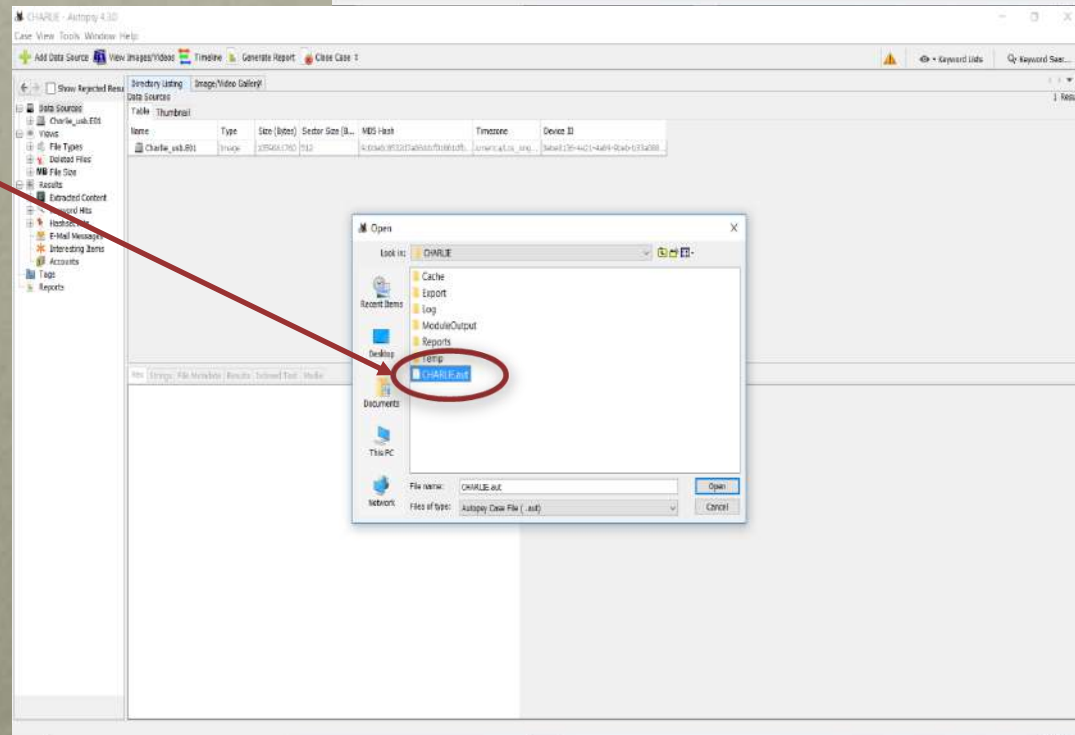 CHARLIE - Autopsy 4.3.0
Case View Tools Window Help
Add Data Source View Images/Videos Timeline Generate Report Close Case
Keyword Lists Keyword Sear...
Show Rejected Resu
Directory Listing Image/Video Gallery
Data Sources
1 Resu
Table Thumbnail
Name Type Size (Bytes) Sector Size (B... MD5 Hash Timezone Device ID
Charlie_usb.E01 Image 512
Data Sources
Charlie_usb.E01
Views
File Types
Deleted Files
MB File Size
Results
Extracted Content
Keyword Hits
E-Mail Messages
Interesting Items
Accounts
Tags
Reports
Hex Strings File Metadata Results Indexed Text Media
Open
Look in: CHARLIE
Recent Items
Desktop
Documents
This PC
Network
Cache
Export
Log
ModuleOutput
Reports
Temp
CHARLIE.aut
File name: CHARLIE.aut
Open
Files of type: Autopsy Case File ( .aut)
Cancel